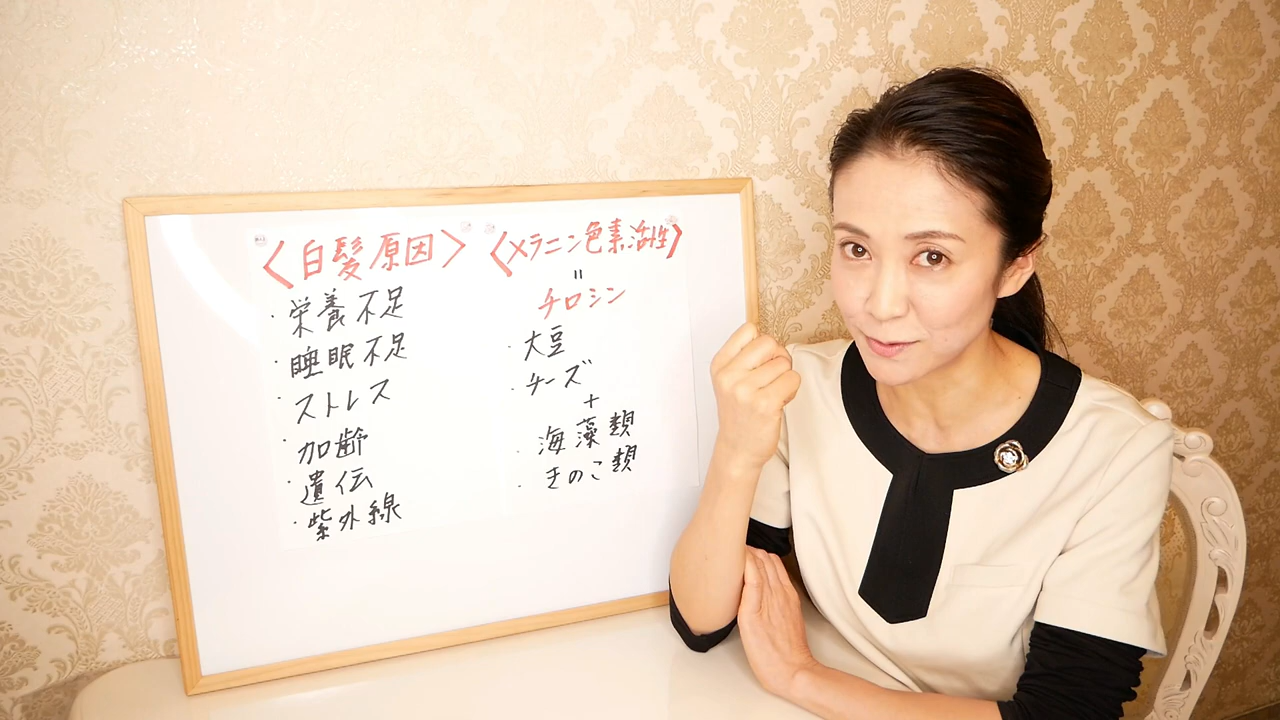 〈白髪原因〉
・栄養不足
・睡眠不足
・ストレス
・加齢
・遺伝
・紫外線
〈メラニン色素活性〉
=
チロシン
・大豆
・チーズ
+
・海藻類
・きのこ類